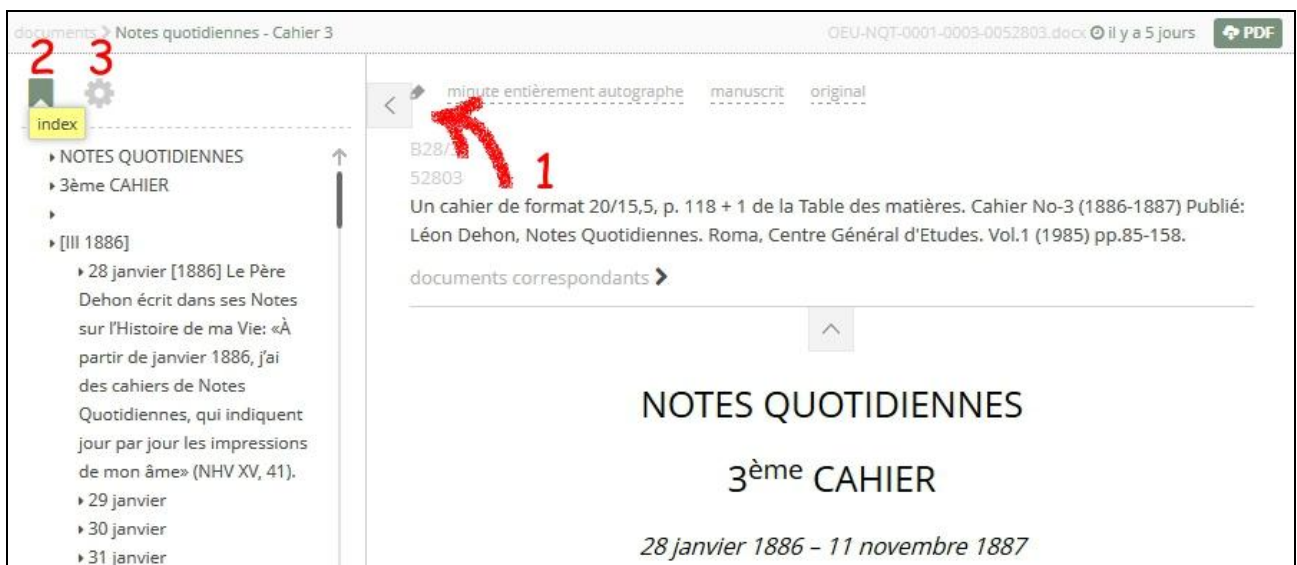 documents > Notes quotidiennes - Cahier 3
OEU-NQT-0001-0003-0052803.docx il y a 5 jours PDF
2 3
index
NOTES QUOTIDIENNES
3ème CAHIER
[III 1886]
28 janvier [1886] Le Père
Dehon écrit dans ses Notes
sur l'Histoire de ma Vie: «À
partir de janvier 1886, j'ai
des cahiers de Notes
Quotidiennes, qui indiquent
jour par jour les impressions
de mon âme» (NHV XV, 41).
29 janvier
30 janvier
31 janvier
minute entièrement autographe manuscrit original
1
B28/
52803
Un cahier de format 20/15,5, p. 118 + 1 de la Table des matières. Cahier No-3 (1886-1887) Publié:
Léon Dehon, Notes Quotidiennes. Roma, Centre Général d'Etudes. Vol.1 (1985) pp.85-158.
documents correspondants >
NOTES QUOTIDIENNES
3ème CAHIER
28 janvier 1886 – 11 novembre 1887